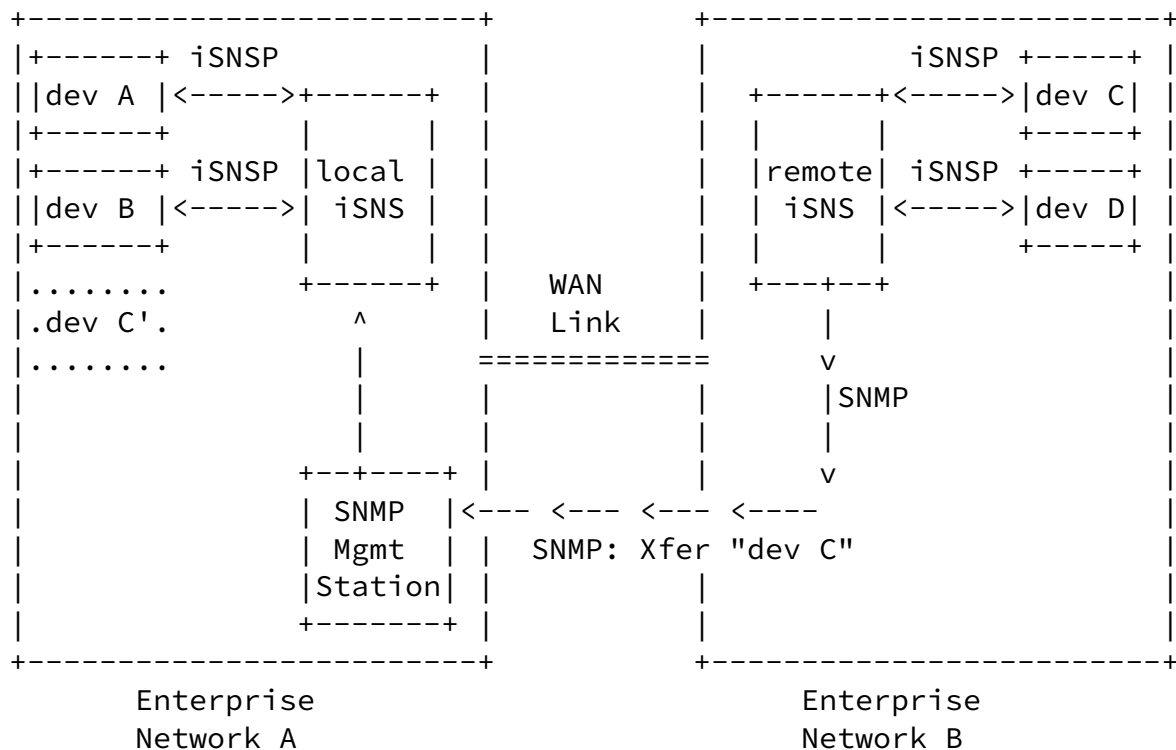 +-------------------------+           +-------------------------+
|+------+ iSNSP           |           |           iSNSP +-----+ |
||dev A |<----->+------+  |           |  +------+<----->|dev C| |
|+------+       |      |  |           |  |      |       +-----+ |
|+------+ iSNSP |local |  |           |  |remote| iSNSP +-----+ |
||dev B |<----->| iSNS |  |           |  | iSNS |<----->|dev D| |
|+------+       |      |  |           |  |      |       +-----+ |
|........       +------+  |   WAN     |  +---+--+               |
|.dev C'.          ^      |   Link    |      |                  |
|........          |      =============      v                  |
|                  |      |           |      |SNMP              |
|                  |      |           |      |                  |
|               +--+----+ |           |      v                  |
|               | SNMP  |<--- <--- <--- <----                   |
|               | Mgmt  | |  SNMP: Xfer "dev C"                 |
|               |Station| |           |                         |
|               +-------+ |           |                         |
+-------------------------+           +-------------------------+
       Enterprise                           Enterprise
       Network A                            Network B